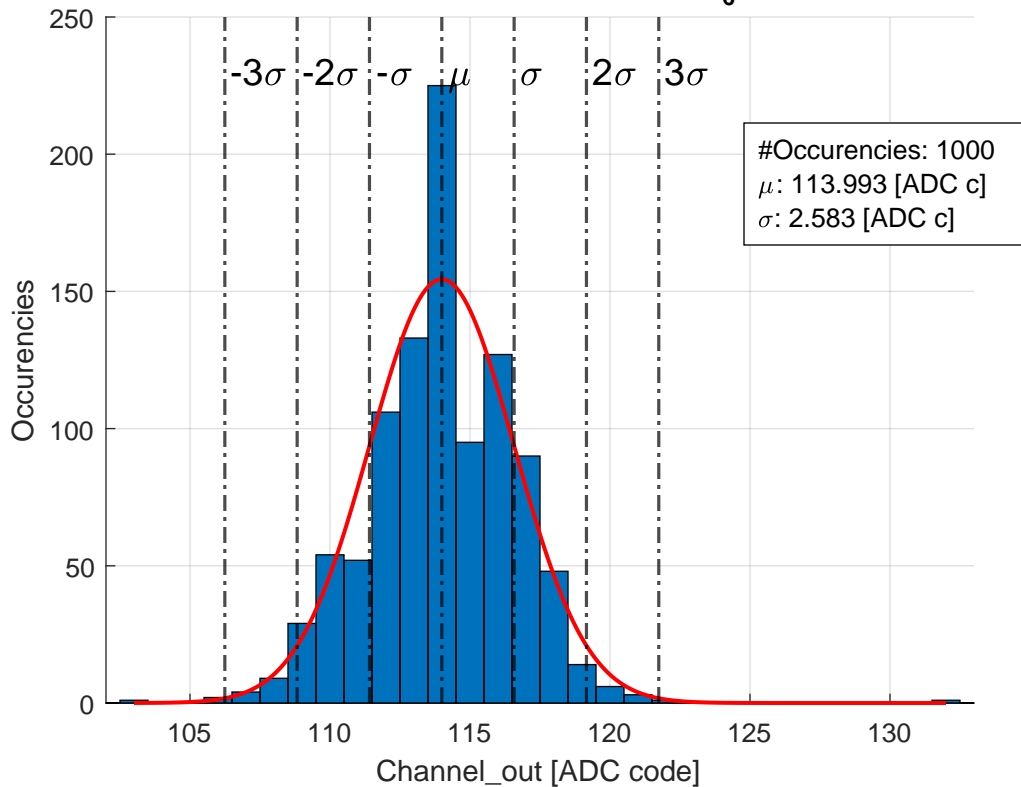 250
200
150
100
50
0
-3σ
-2σ
-σ
μ
σ
2σ
3σ
#Occurencies: 1000
μ: 113.993 [ADC c]
σ: 2.583 [ADC c]
Occurencies
105
110
115
120
125
130
Channel_out [ADC code]